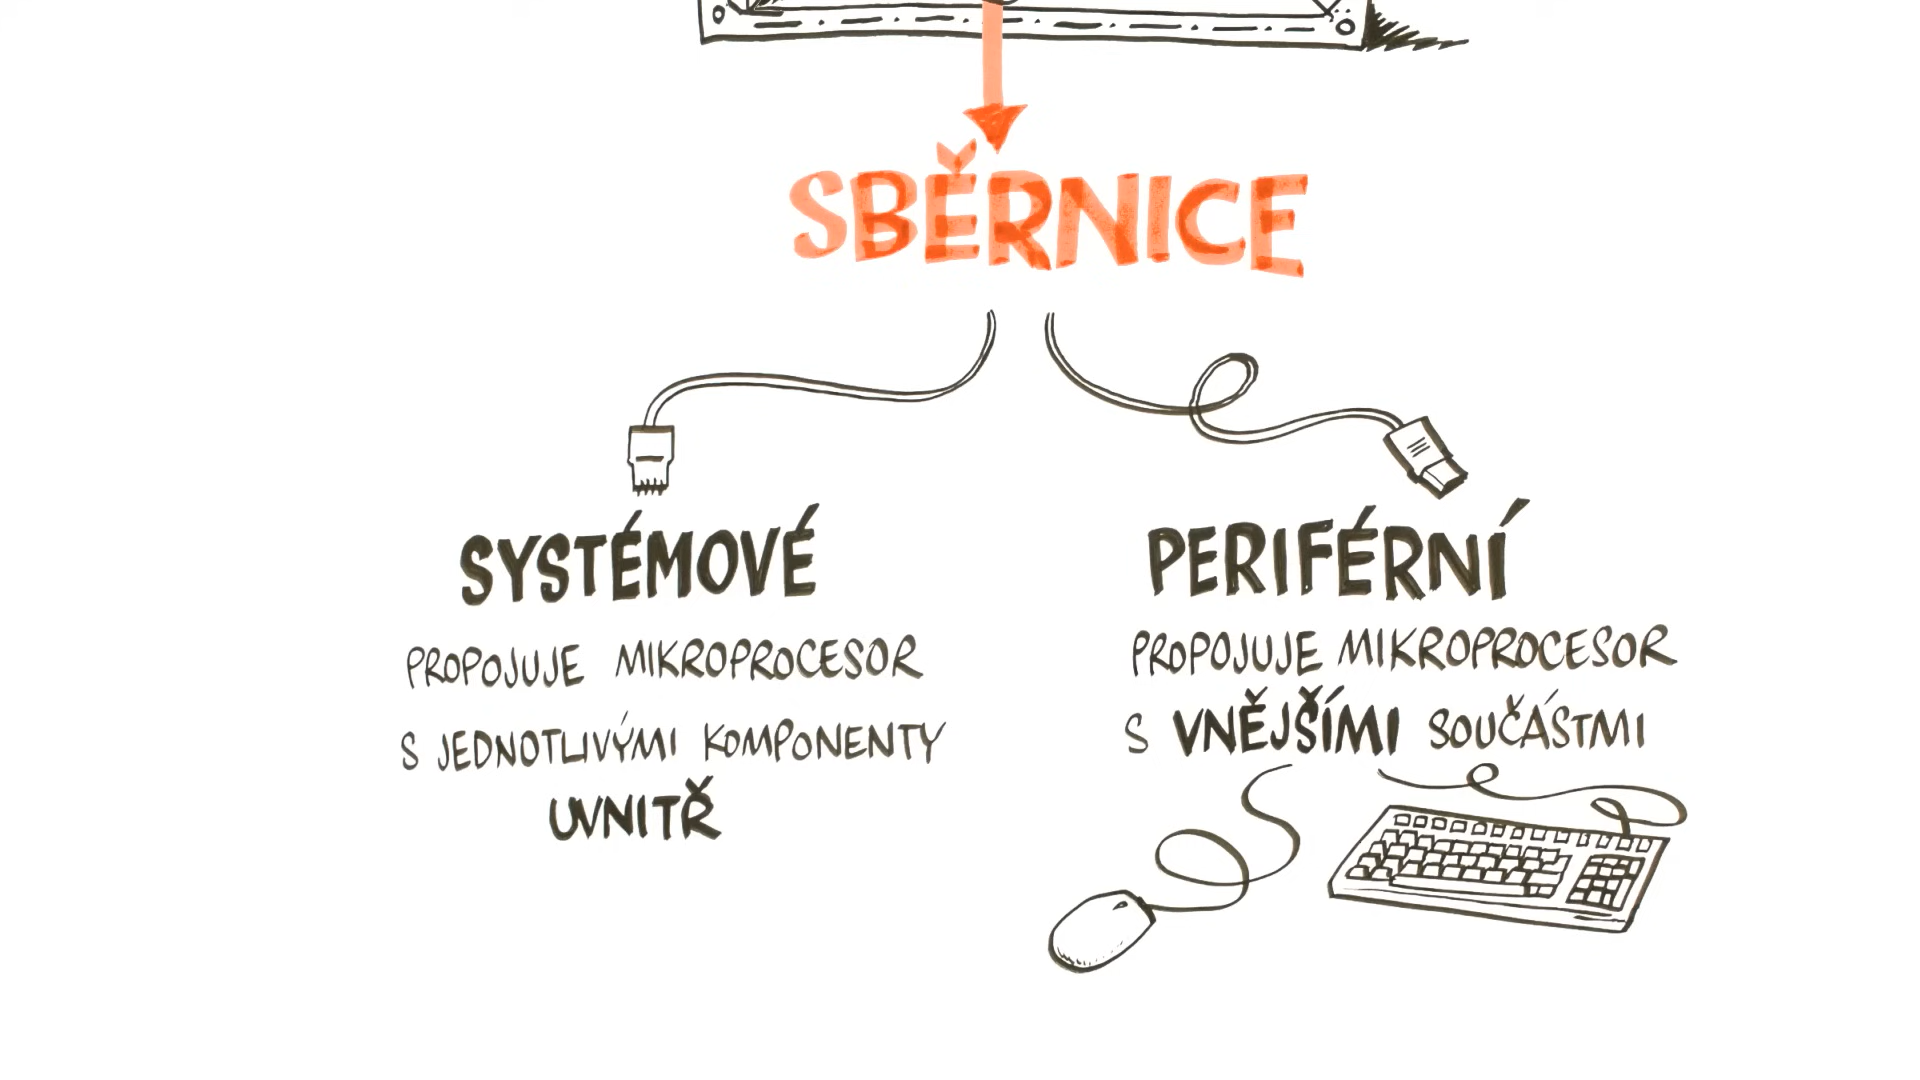 SBĚRNICE
SYSTÉMOVÉ
PROPOJUJE MIKROPROCESOR
S JEDNOTLIVÝMI KOMPONENTY
UVNITŘ
PERIFÉRNÍ
PROPOJUJE MIKROPROCESOR
S VNĚJŠÍMI SOUČÁSTMI